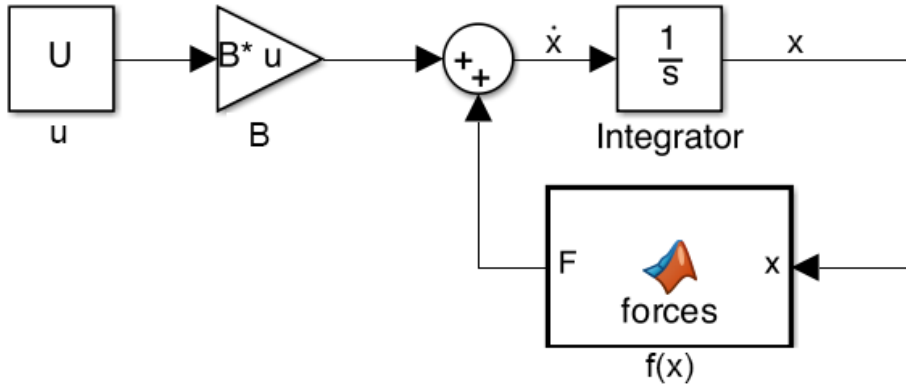 U
u
B* u
B
+
+
ẋ
1
s
Integrator
x
F
x
forces
f(x)